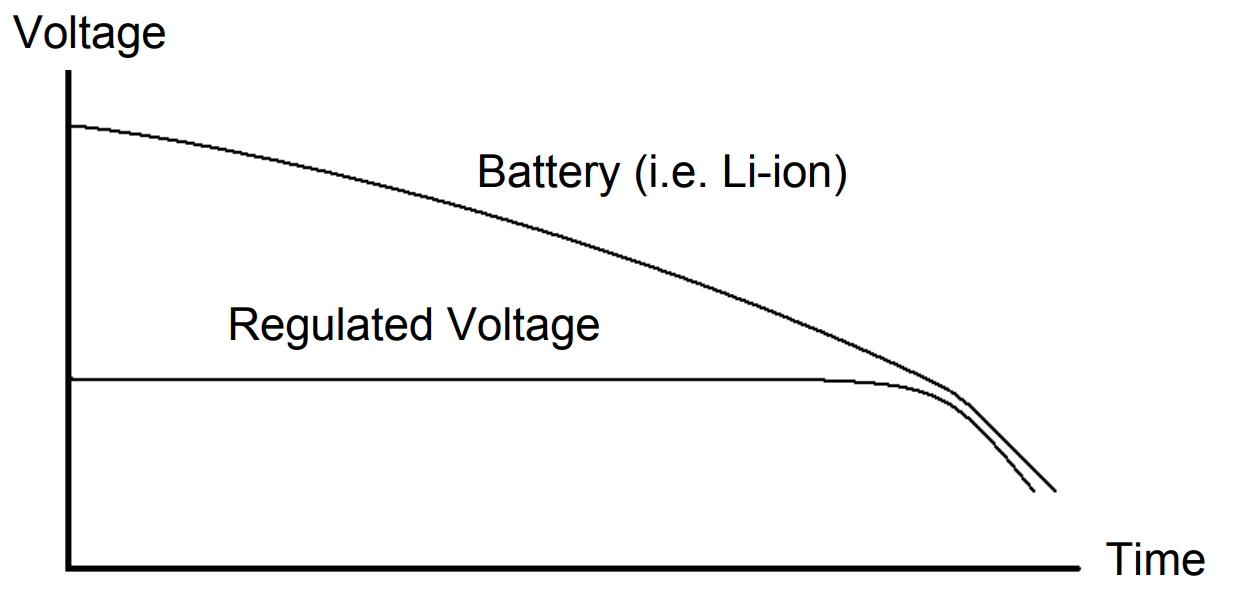 Voltage
Battery (i.e. Li-ion)
Regulated Voltage
Time